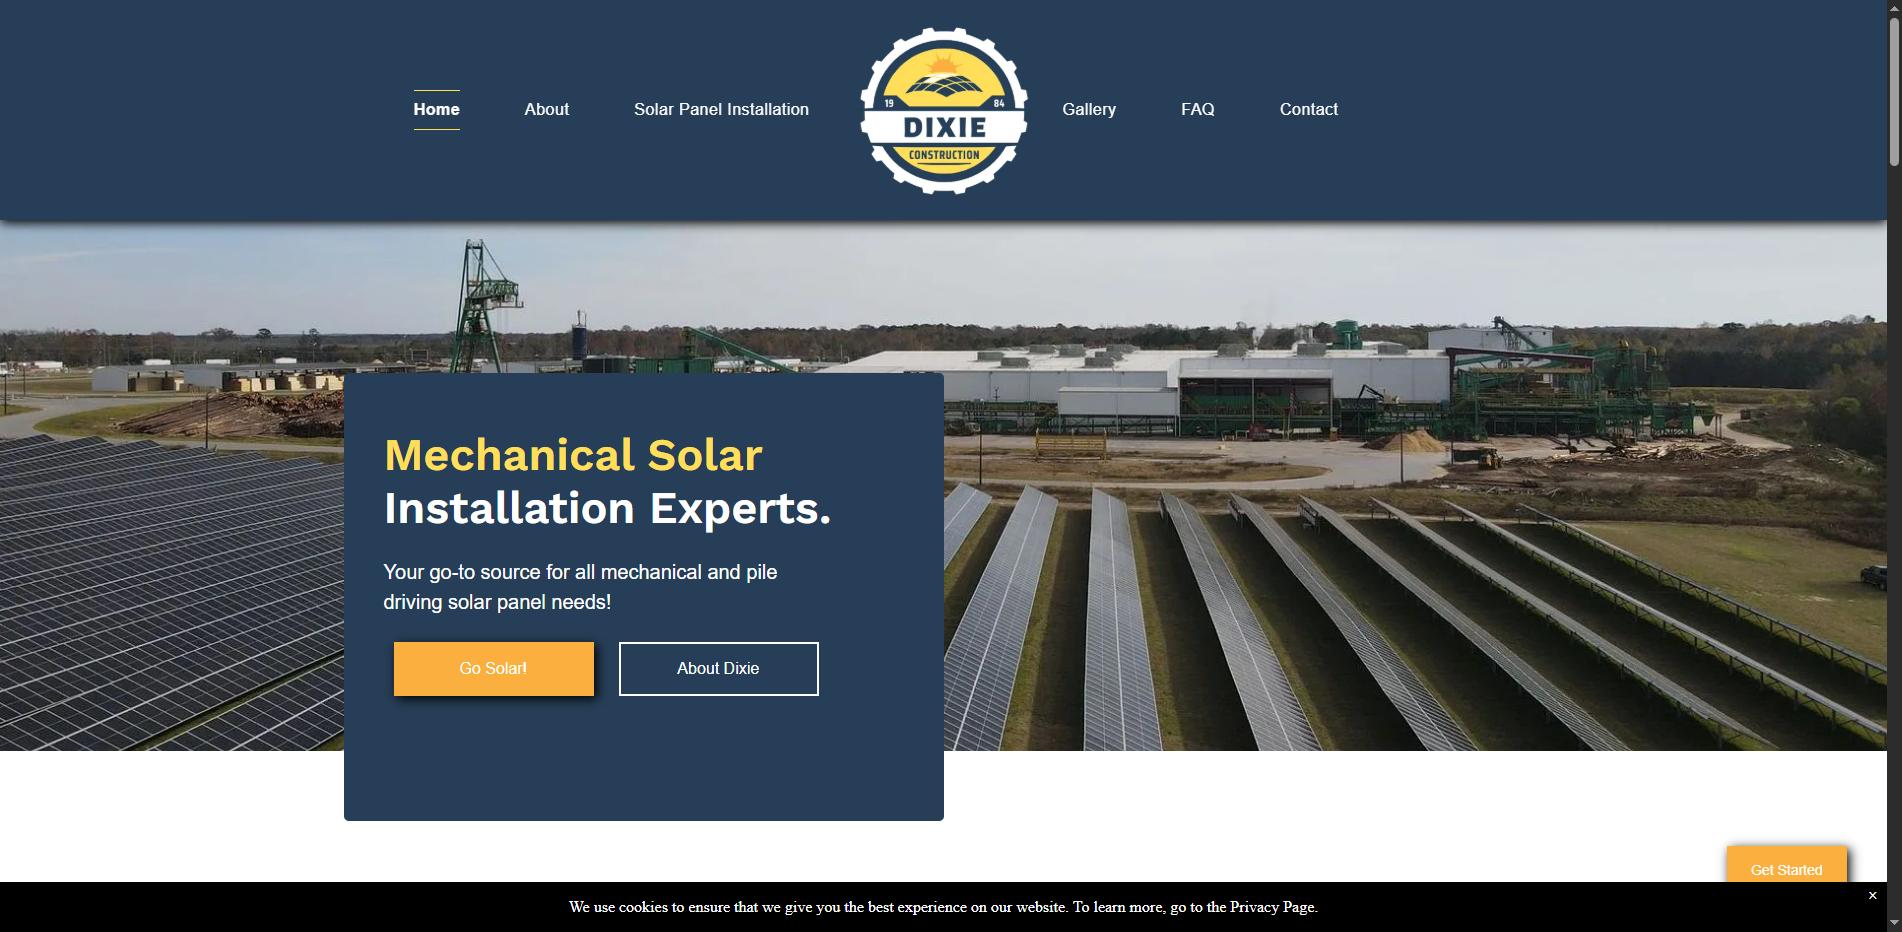 Home
About
Solar Panel Installation
19 84
DIXIE
CONSTRUCTION
Gallery
FAQ
Contact
Mechanical Solar
Installation Experts.
Your go-to source for all mechanical and pile
driving solar panel needs!
Go Solar!
About Dixie
Get Started
We use cookies to ensure that we give you the best experience on our website. To learn more, go to the Privacy Page.
×